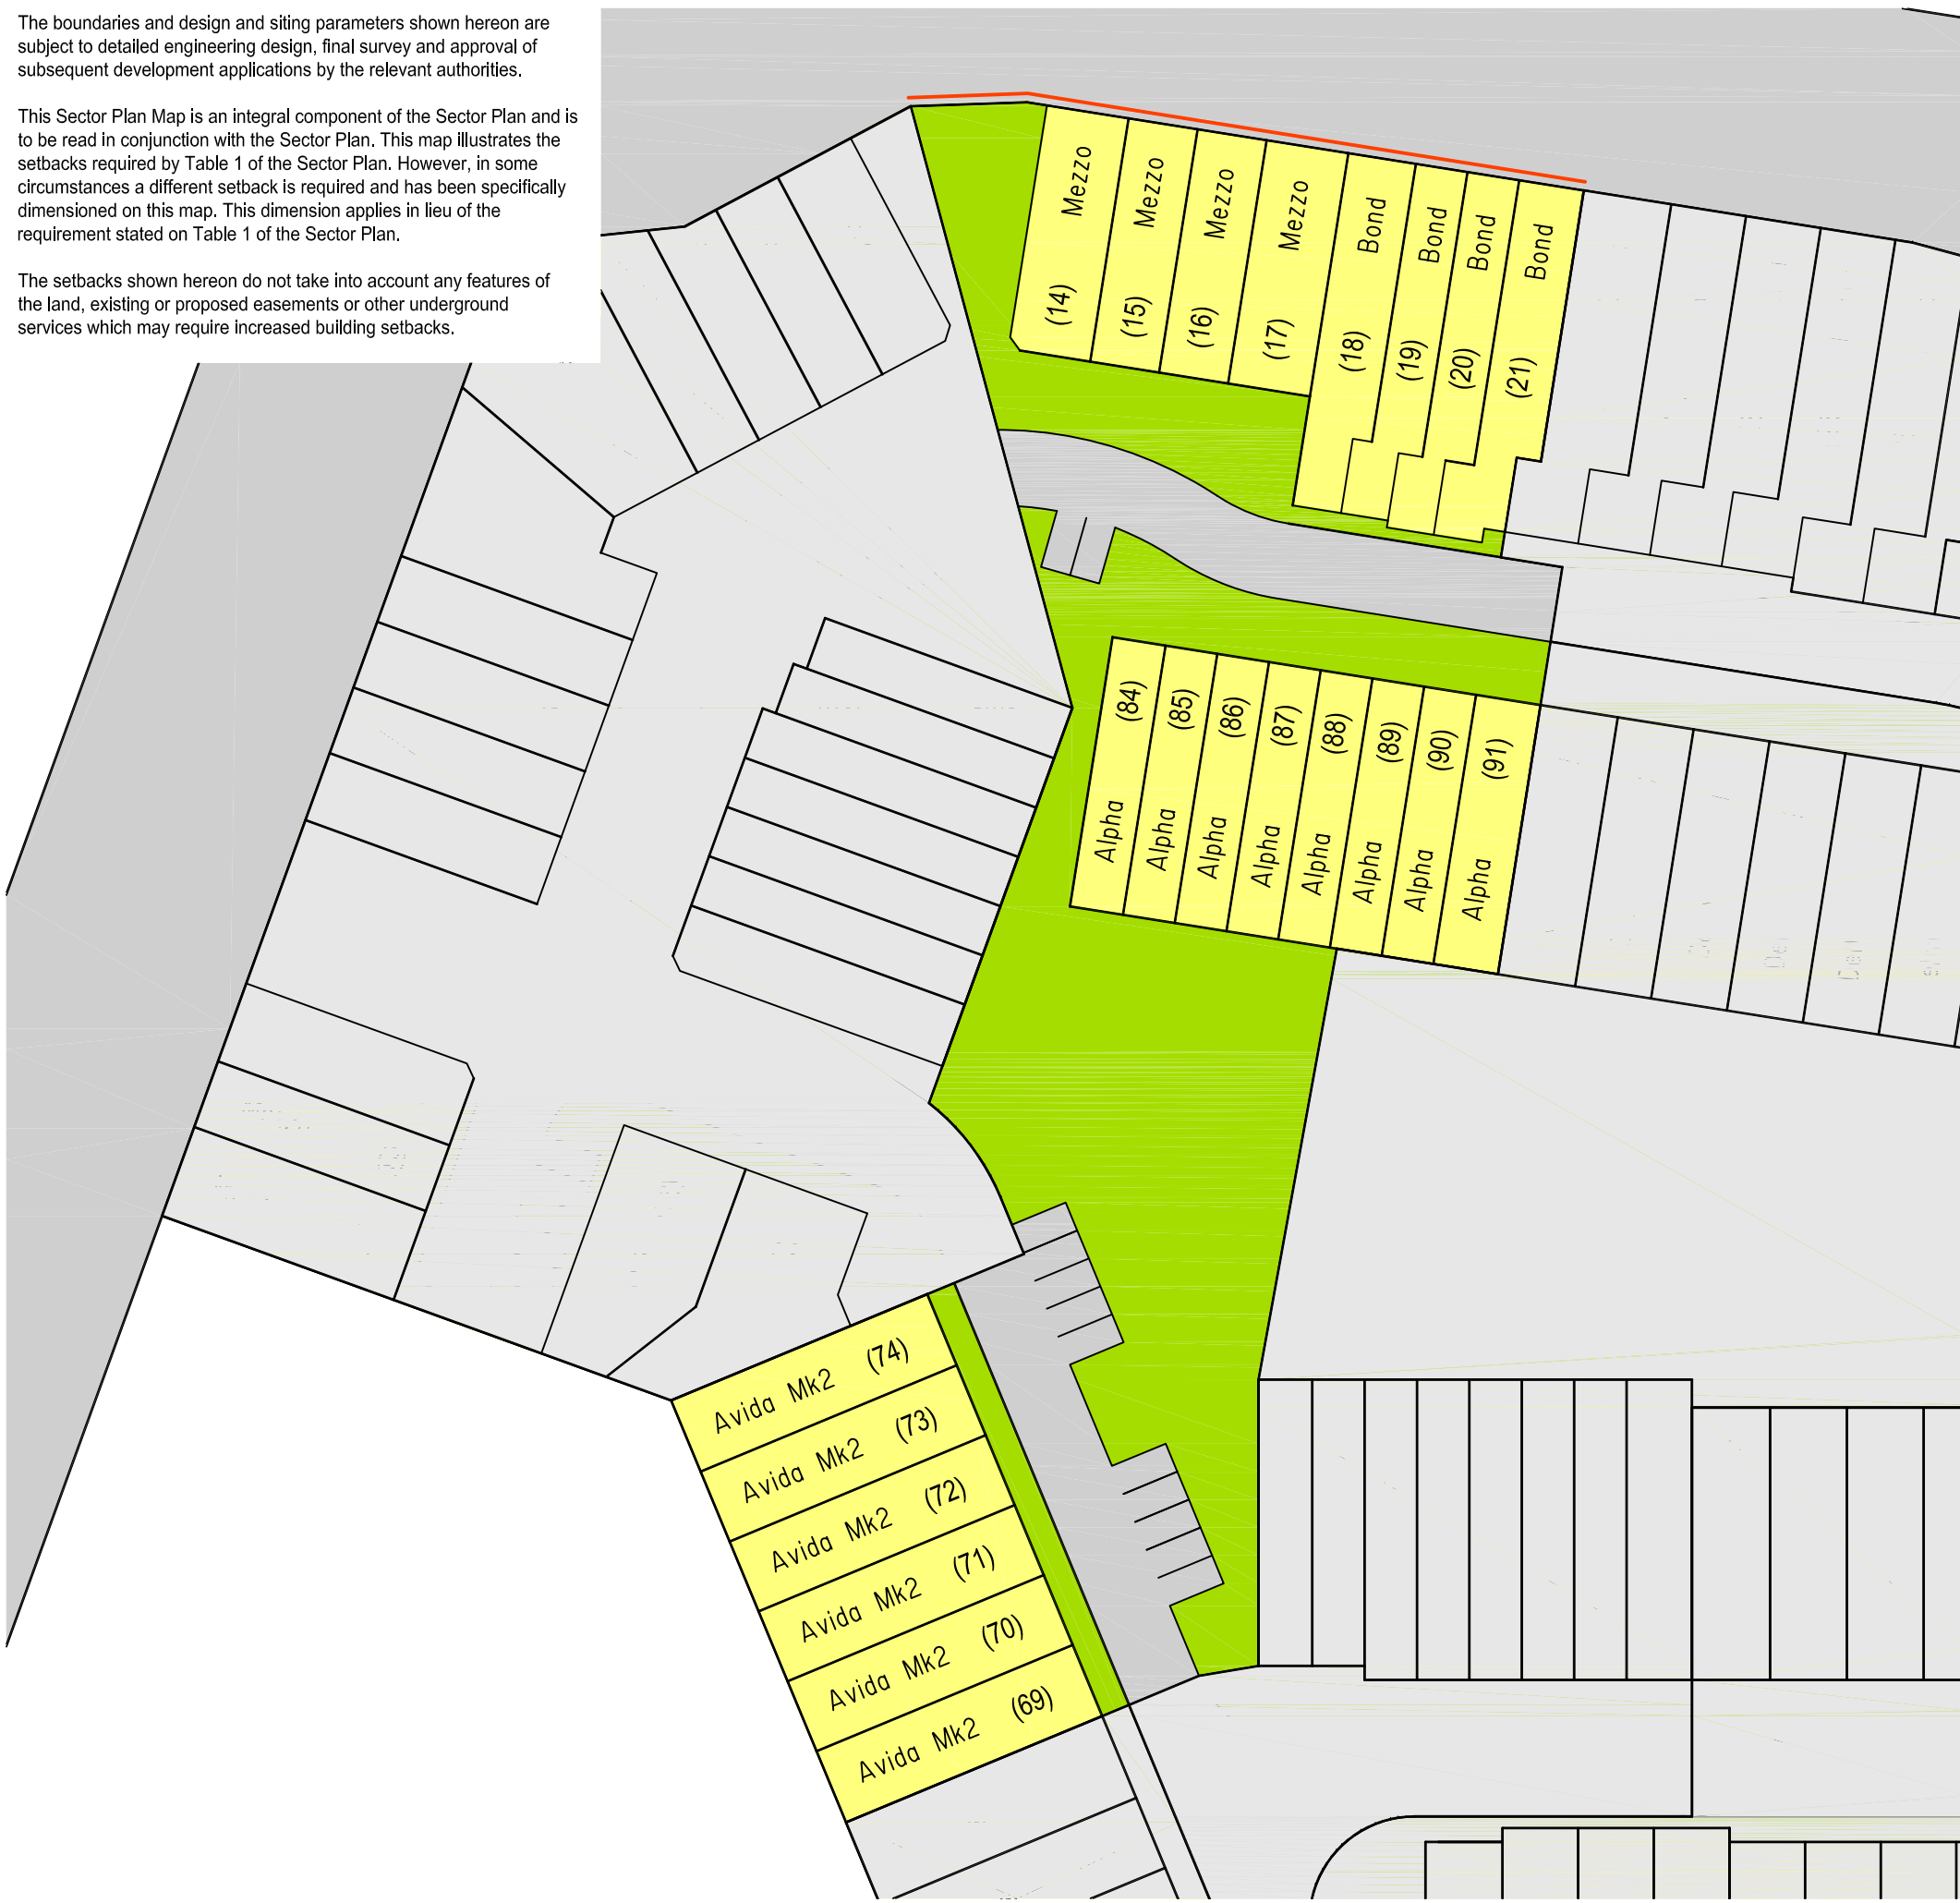 The boundaries and design and siting parameters shown hereon are
subject to detailed engineering design, final survey and approval of
subsequent development applications by the relevant authorities.
This Sector Plan Map is an integral component of the Sector Plan and is
to be read in conjunction with the Sector Plan. This map illustrates the
setbacks required by Table 1 of the Sector Plan. However, in some
circumstances a different setback is required and has been specifically
dimensioned on this map. This dimension applies in lieu of the
requirement stated on Table 1 of the Sector Plan.
The setbacks shown hereon do not take into account any features of
the land, existing or proposed easements or other underground
services which may require increased building setbacks.
Mezzo (14)
Mezzo (15)
Mezzo (16)
Mezzo (17)
Bond (18)
Bond (19)
Bond (20)
Bond (21)
Alpha (84)
Alpha (85)
Alpha (86)
Alpha (87)
Alpha (88)
Alpha (89)
Alpha (90)
Alpha (91)
Avida Mk2 (74)
Avida Mk2 (73)
Avida Mk2 (72)
Avida Mk2 (71)
Avida Mk2 (70)
Avida Mk2 (69)